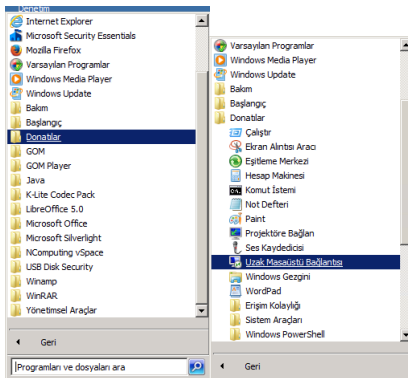 Denetim
Internet Explorer
Microsoft Security Essentials
Mozilla Firefox
Varsayılan Programlar
Windows Media Player
Windows Update
Bakım
Başlangıç
Donatılar
GOM
GOM Player
Java
K-Lite Codec Pack
LibreOffice 5.0
Microsoft Office
Microsoft Silverlight
NComputing vSpace
USB Disk Security
Winamp
WinRAR
Yönetimsel Araçlar
Geri
Programları ve dosyaları ara
Varsayılan Programlar
Windows Media Player
Windows Update
Bakım
Başlangıç
Donatılar
Çalıştır
Ekran Alıntısı Aracı
Eşitleme Merkezi
Hesap Makinesi
Komut İstemi
Not Defteri
Paint
Projektöre Bağlan
Ses Kaydedicisi
Uzak Masaüstü Bağlantısı
Windows Gezgini
WordPad
Erişim Kolaylığı
Sistem Araçları
Windows PowerShell
Geri